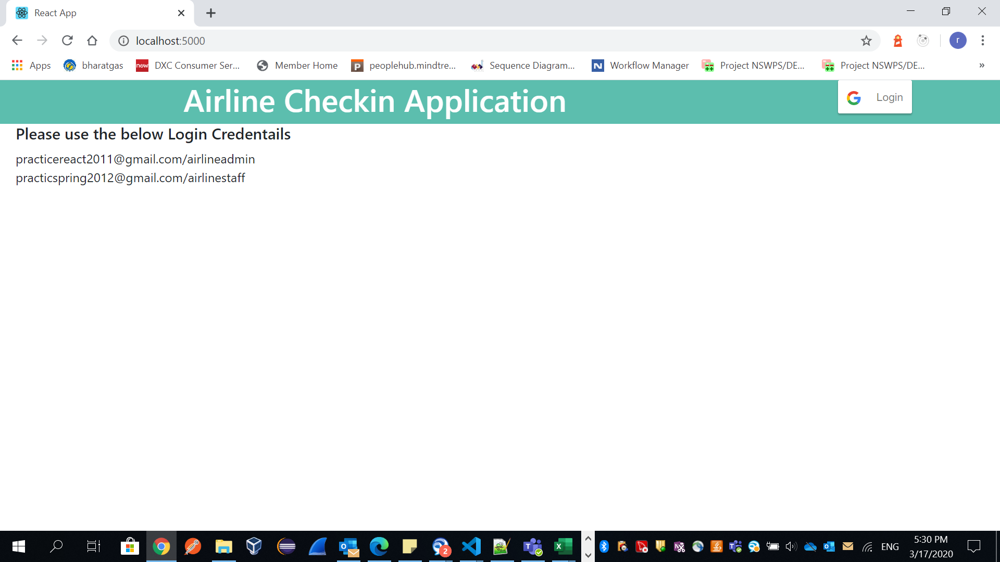 React App
localhost:5000
Apps bharatgas DXC Consumer Ser... Member Home peoplehub.mindtre... Sequence Diagram... Workflow Manager Project NSWPS/DE... Project NSWPS/DE... »
Airline Checkin Application
Login
Please use the below Login Credentails
practicereact2011@gmail.com/airlineadmin
practicspring2012@gmail.com/airlinestaff
ENG
5:30 PM
3/17/2020